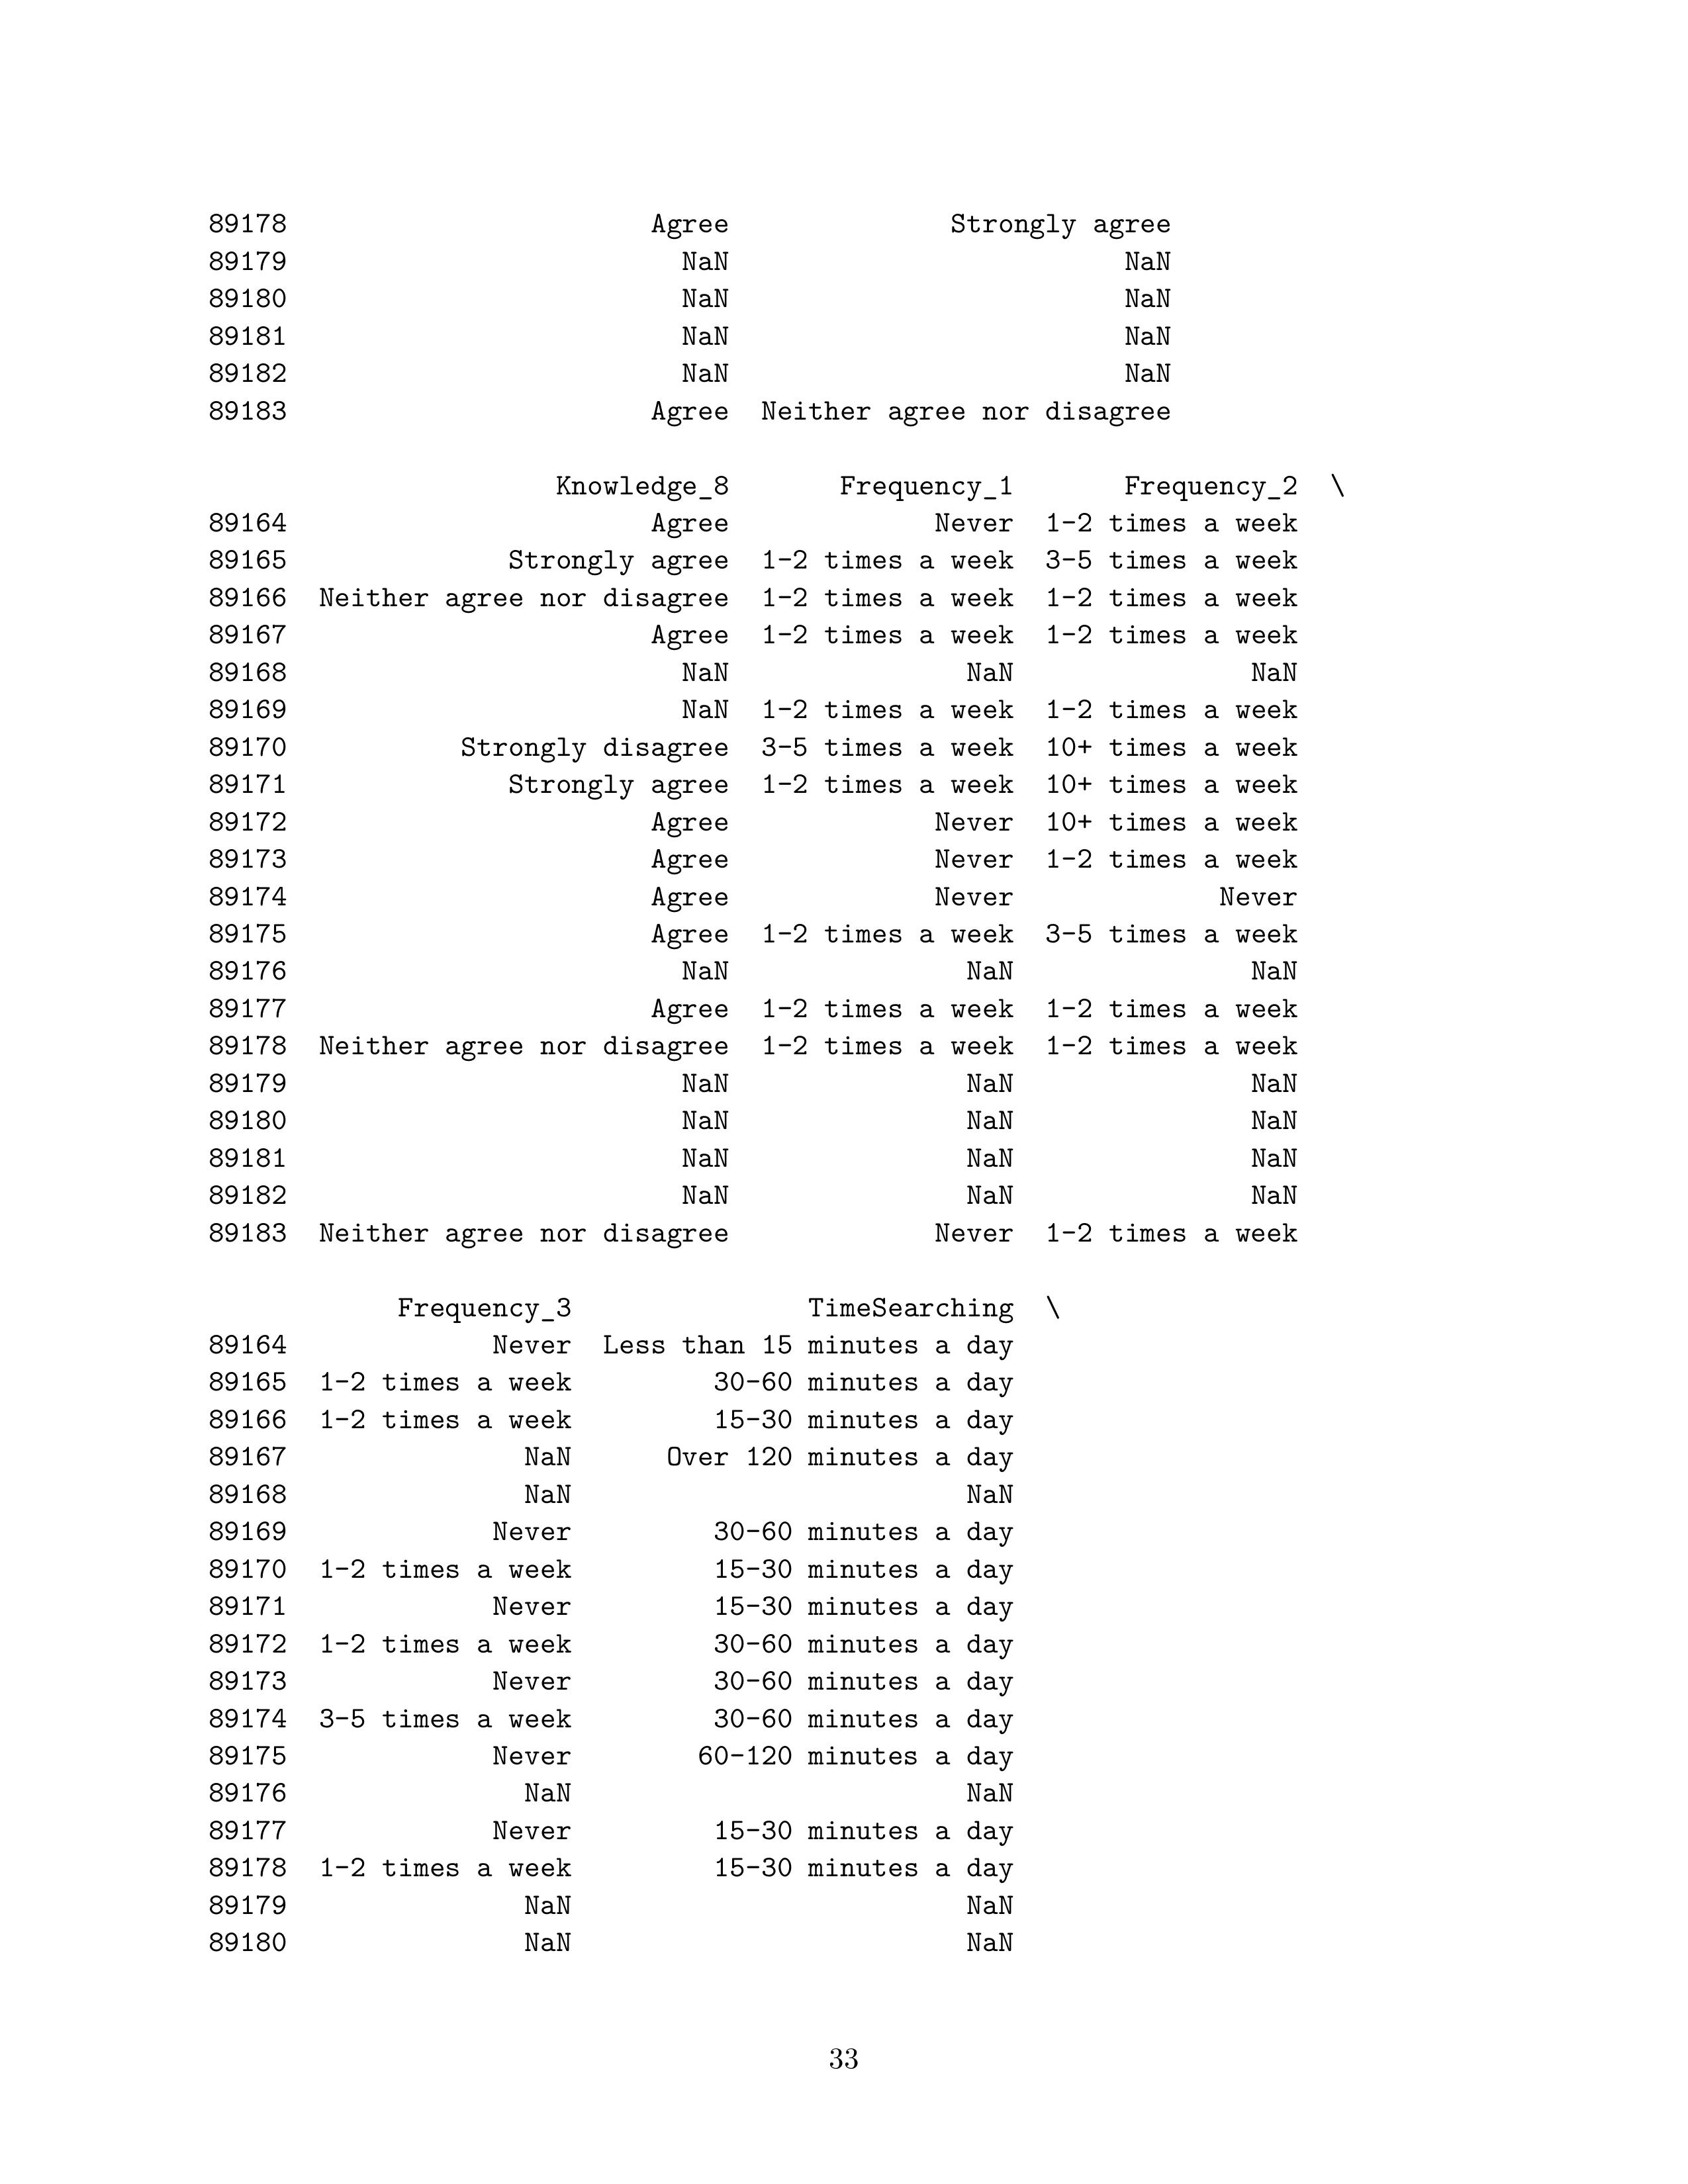 89178                       Agree              Strongly agree
89179                         NaN                         NaN
89180                         NaN                         NaN
89181                         NaN                         NaN
89182                         NaN                         NaN
89183                       Agree  Neither agree nor disagree
                      Knowledge_8       Frequency_1       Frequency_2  \
89164                       Agree             Never  1-2 times a week
89165              Strongly agree  1-2 times a week  3-5 times a week
89166  Neither agree nor disagree  1-2 times a week  1-2 times a week
89167                       Agree  1-2 times a week  1-2 times a week
89168                         NaN               NaN               NaN
89169                         NaN  1-2 times a week  1-2 times a week
89170           Strongly disagree  3-5 times a week  10+ times a week
89171              Strongly agree  1-2 times a week  10+ times a week
89172                       Agree             Never  10+ times a week
89173                       Agree             Never  1-2 times a week
89174                       Agree             Never             Never
89175                       Agree  1-2 times a week  3-5 times a week
89176                         NaN               NaN               NaN
89177                       Agree  1-2 times a week  1-2 times a week
89178  Neither agree nor disagree  1-2 times a week  1-2 times a week
89179                         NaN               NaN               NaN
89180                         NaN               NaN               NaN
89181                         NaN               NaN               NaN
89182                         NaN               NaN               NaN
89183  Neither agree nor disagree             Never  1-2 times a week
            Frequency_3               TimeSearching  \
89164             Never  Less than 15 minutes a day
89165  1-2 times a week         30-60 minutes a day
89166  1-2 times a week         15-30 minutes a day
89167               NaN      Over 120 minutes a day
89168               NaN                         NaN
89169             Never         30-60 minutes a day
89170  1-2 times a week         15-30 minutes a day
89171             Never         15-30 minutes a day
89172  1-2 times a week         30-60 minutes a day
89173             Never         30-60 minutes a day
89174  3-5 times a week         30-60 minutes a day
89175             Never        60-120 minutes a day
89176               NaN                         NaN
89177             Never         15-30 minutes a day
89178  1-2 times a week         15-30 minutes a day
89179               NaN                         NaN
89180               NaN                         NaN
33